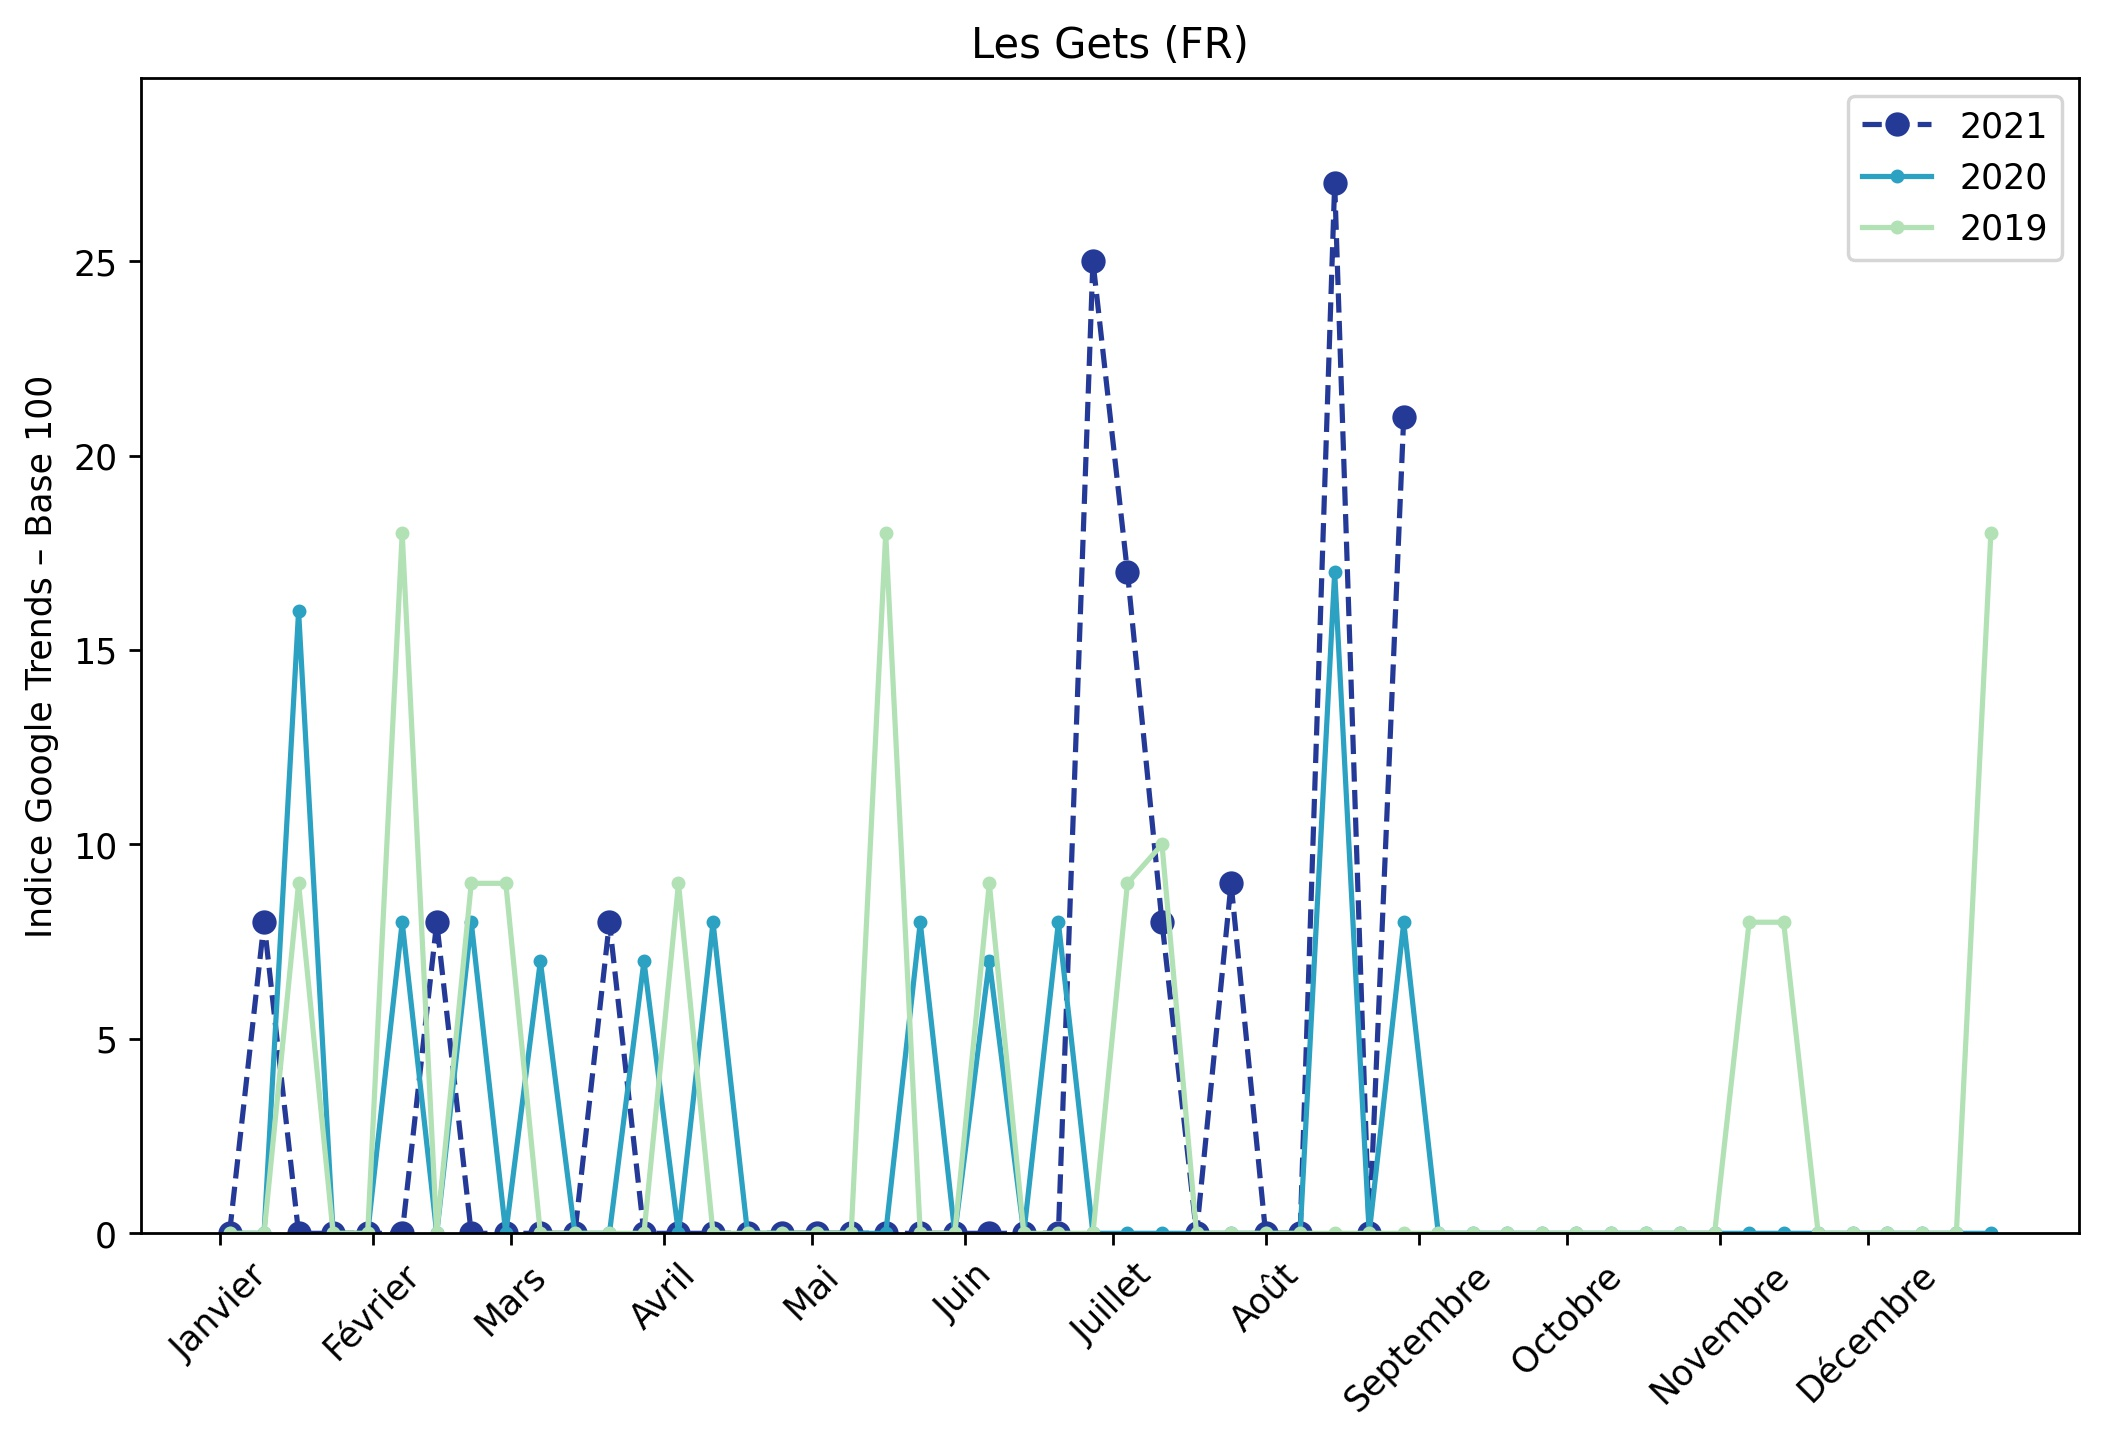 Les Gets (FR)
2021
2020
2019
Indice Google Trends – Base 100
25
20
15
10
5
0
Janvier
Février
Mars
Avril
Mai
Juin
Juillet
Août
Septembre
Octobre
Novembre
Décembre